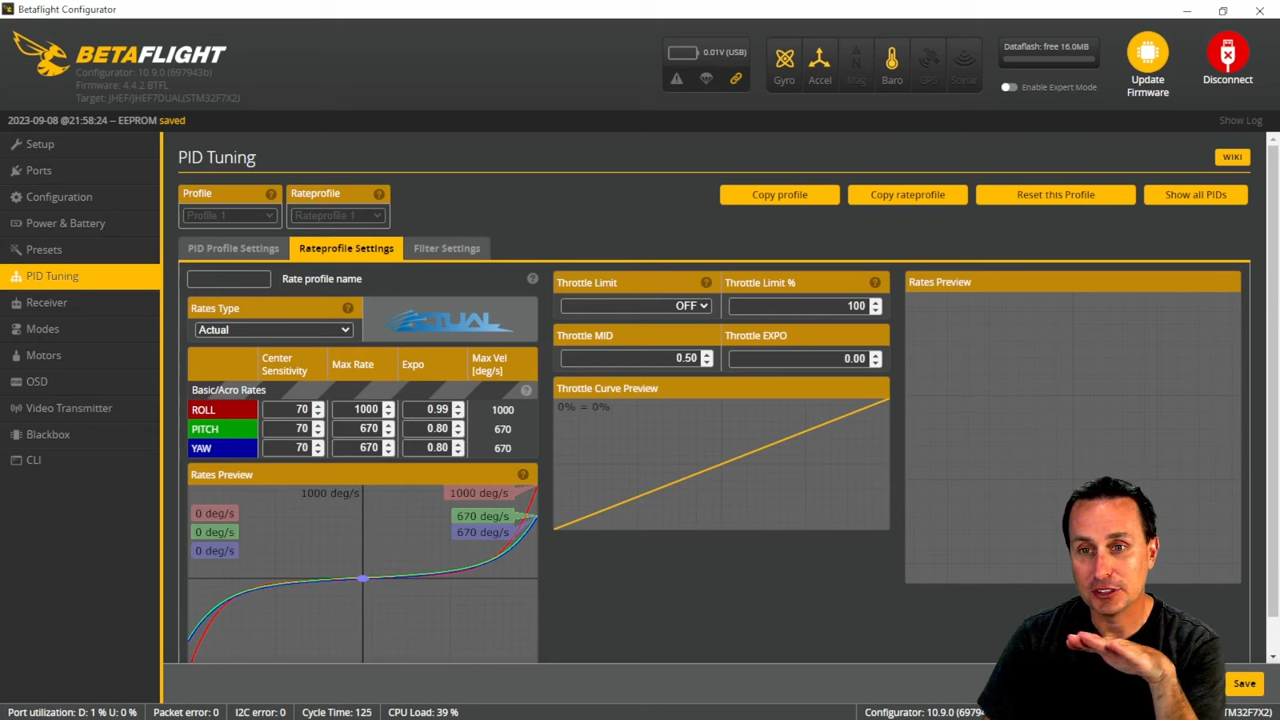 Betaflight Configurator
BETAFLIGHT
Configurator: 10.9.0 (697943b)
Firmware: 4.4.2 BTFL
Target: JHEF/JHEF7DUAL(STM32F7X2)
0.01V (USB)
Gyro
Accel
Mag
Baro
GPS
Sonar
Dataflash: free 16.0MB
Enable Expert Mode
Update Firmware
Disconnect
2023-09-08 @21:58:24 -- EEPROM saved
Show Log
Setup
Ports
Configuration
Power & Battery
Presets
PID Tuning
Receiver
Modes
Motors
OSD
Video Transmitter
Blackbox
CLI
PID Tuning
WIKI
Profile
Profile 1
Rateprofile
Rateprofile 1
Copy profile
Copy rateprofile
Reset this Profile
Show all PIDs
PID Profile Settings
Rateprofile Settings
Filter Settings
Rate profile name
Rates Type
Actual
ACTUAL
Center Sensitivity
Max Rate
Expo
Max Vel [deg/s]
Basic/Acro Rates
ROLL 70 1000 0.99 1000
PITCH 70 670 0.80 670
YAW 70 670 0.80 670
Rates Preview
1000 deg/s
1000 deg/s
0 deg/s
670 deg/s
0 deg/s
670 deg/s
0 deg/s
Throttle Limit
OFF
Throttle Limit %
100
Throttle MID
0.50
Throttle EXPO
0.00
Throttle Curve Preview
0% = 0%
Rates Preview
Save
Port utilization: D: 1 % U: 0 %
Packet error: 0
I2C error: 0
Cycle Time: 125
CPU Load: 39 %
Configurator: 10.9.0 (6979
TM32F7X2)